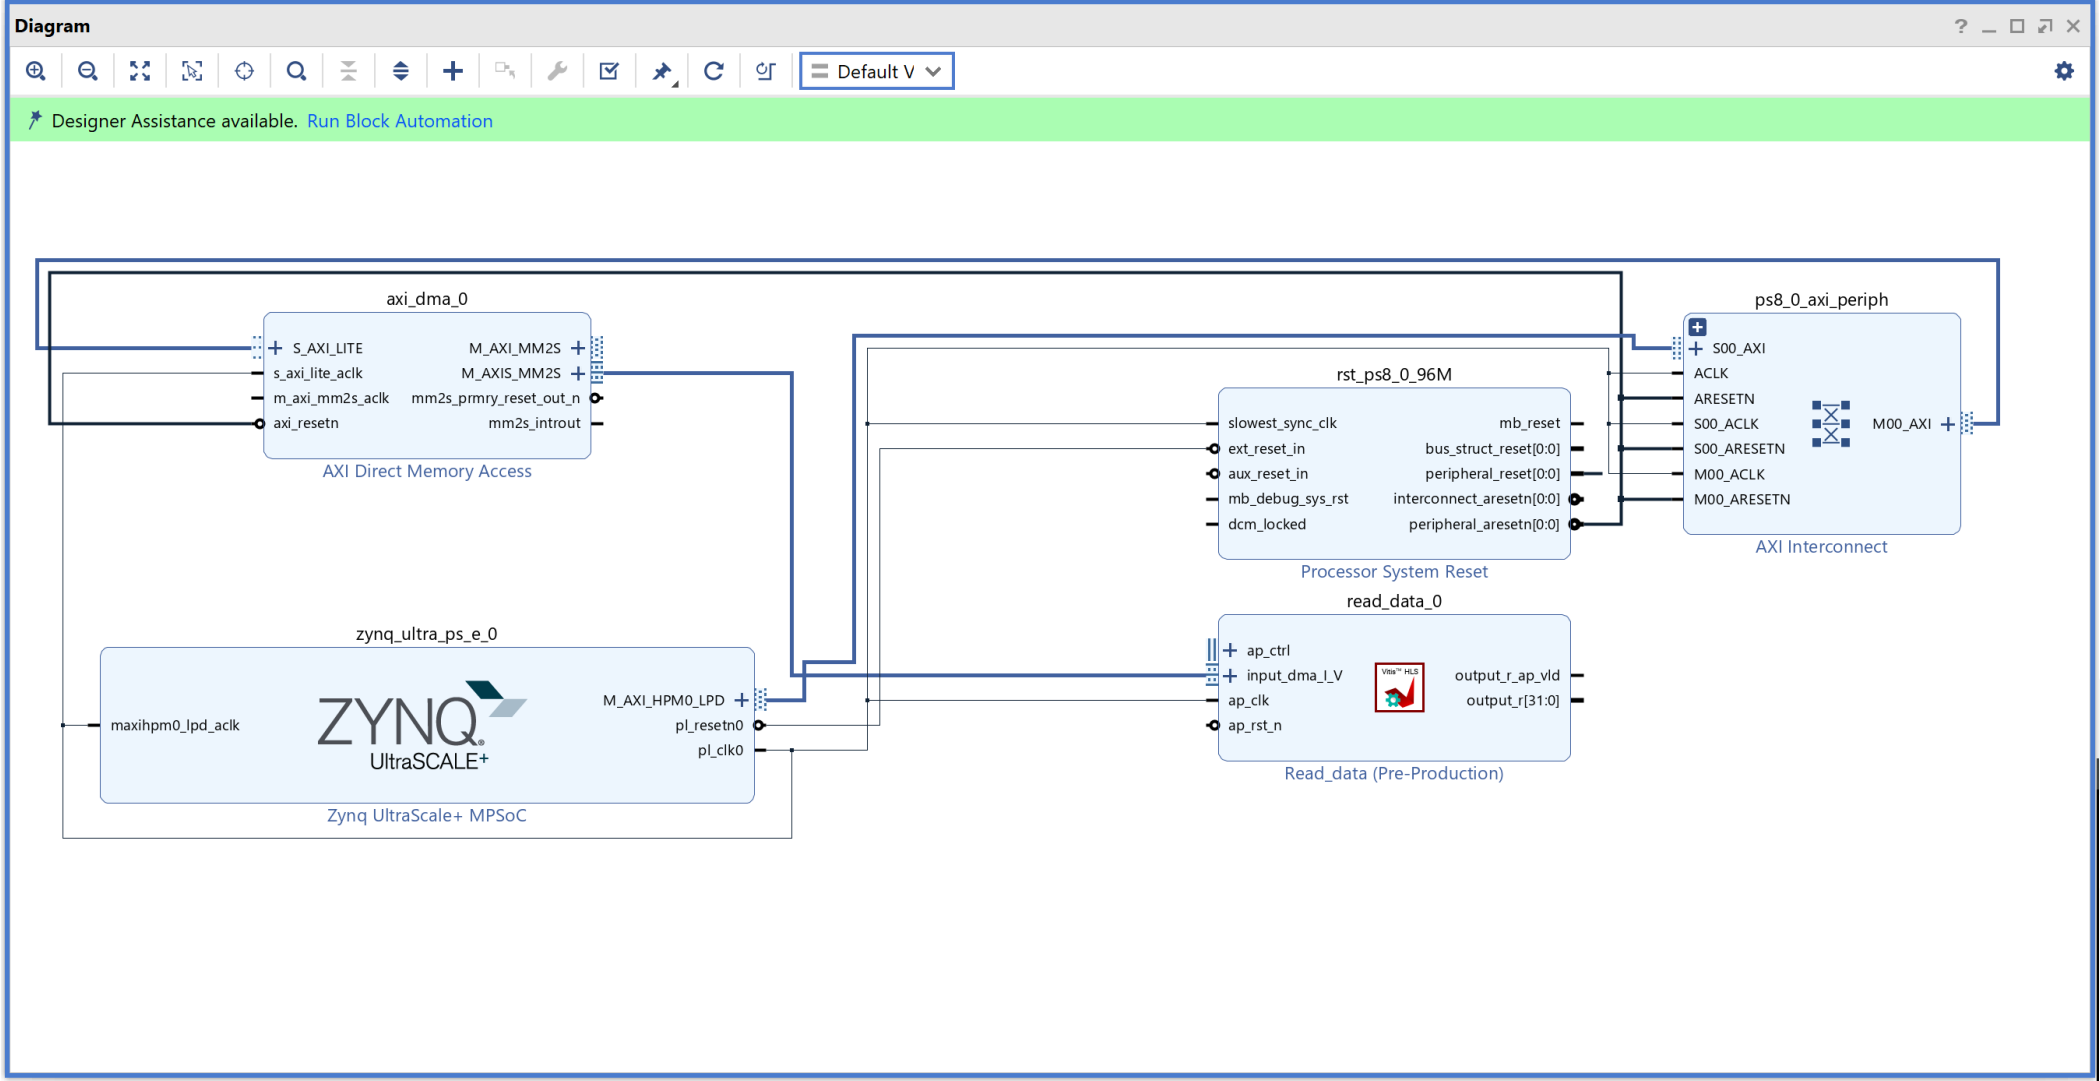 Diagram
Default V
Designer Assistance available. Run Block Automation
axi_dma_0
S_AXI_LITE
s_axi_lite_aclk
m_axi_mm2s_aclk
axi_resetn
M_AXI_MM2S
M_AXIS_MM2S
mm2s_prmry_reset_out_n
mm2s_introut
AXI Direct Memory Access
ps8_0_axi_periph
S00_AXI
ACLK
ARESETN
S00_ACLK
S00_ARESETN
M00_ACLK
M00_ARESETN
M00_AXI
AXI Interconnect
rst_ps8_0_96M
slowest_sync_clk
ext_reset_in
aux_reset_in
mb_debug_sys_rst
dcm_locked
mb_reset
bus_struct_reset[0:0]
peripheral_reset[0:0]
interconnect_aresetn[0:0]
peripheral_aresetn[0:0]
Processor System Reset
read_data_0
ap_ctrl
input_dma_I_V
ap_clk
ap_rst_n
Vitis™ HLS
output_r_ap_vld
output_r[31:0]
Read_data (Pre-Production)
zynq_ultra_ps_e_0
maxihpm0_lpd_aclk
ZYNQ
UltraSCALE+
M_AXI_HPM0_LPD
pl_resetn0
pl_clk0
Zynq UltraScale+ MPSoC